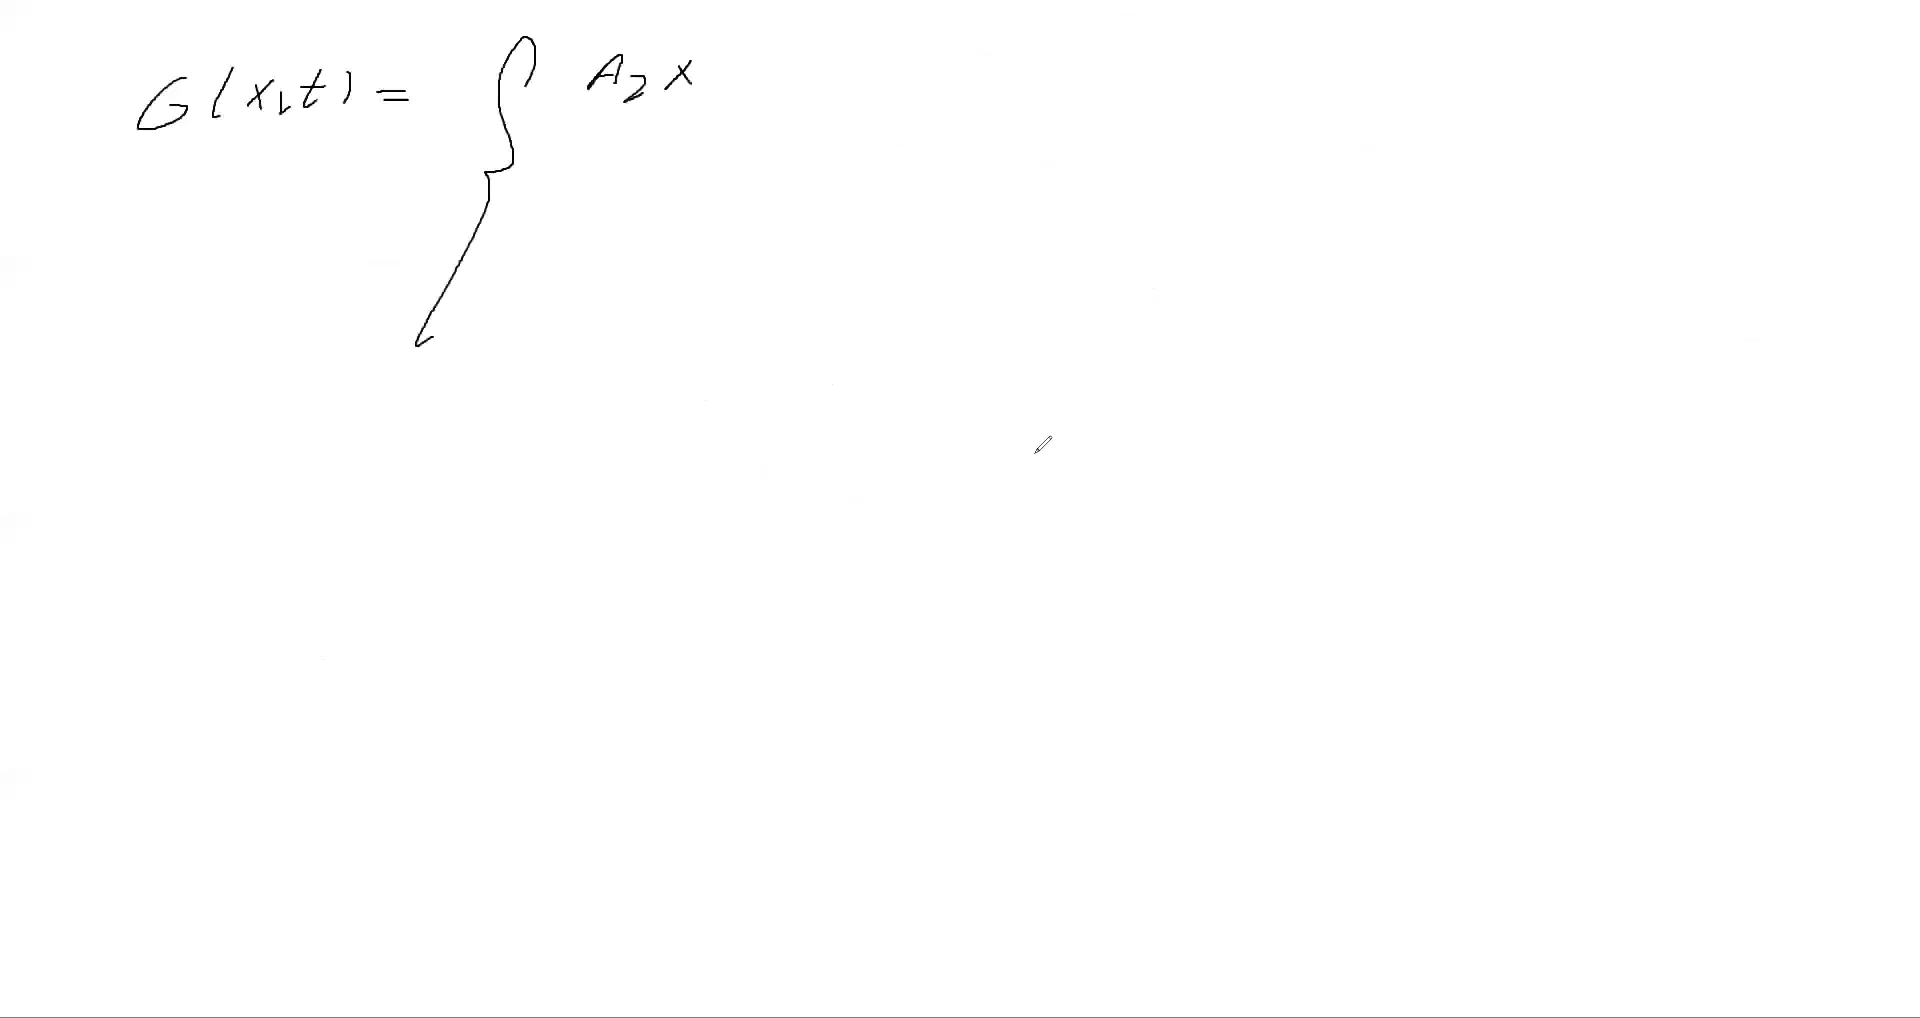 G(x,t) = { A₂x